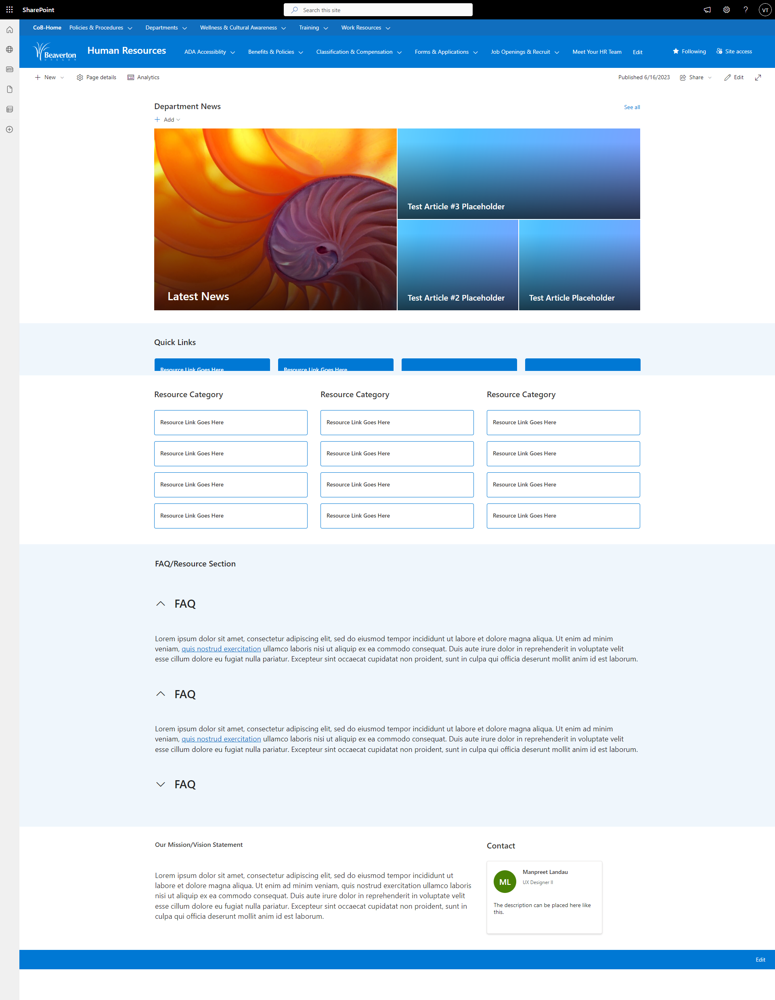 SharePoint
Search this site
VT
CoB-Home Policies & Procedures Departments Wellness & Cultural Awareness Training Work Resources
Beaverton
OREGON
Human Resources
ADA Accessiblity Benefits & Policies Classification & Compensation Forms & Applications Job Openings & Recruit Meet Your HR Team Edit
Following Site access
New Page details Analytics
Published 6/16/2023 Share Edit
Department News
See all
Add
Latest News
Test Article #3 Placeholder
Test Article #2 Placeholder
Test Article Placeholder
Quick Links
Resource Link Goes Here Resource Link Goes Here
Resource Category Resource Category Resource Category
Resource Link Goes Here Resource Link Goes Here Resource Link Goes Here
Resource Link Goes Here Resource Link Goes Here Resource Link Goes Here
Resource Link Goes Here Resource Link Goes Here Resource Link Goes Here
Resource Link Goes Here Resource Link Goes Here Resource Link Goes Here
FAQ/Resource Section
FAQ
Lorem ipsum dolor sit amet, consectetur adipiscing elit, sed do eiusmod tempor incididunt ut labore et dolore magna aliqua. Ut enim ad minim
veniam, quis nostrud exercitation ullamco laboris nisi ut aliquip ex ea commodo consequat. Duis aute irure dolor in reprehenderit in voluptate velit
esse cillum dolore eu fugiat nulla pariatur. Excepteur sint occaecat cupidatat non proident, sunt in culpa qui officia deserunt mollit anim id est laborum.
FAQ
Lorem ipsum dolor sit amet, consectetur adipiscing elit, sed do eiusmod tempor incididunt ut labore et dolore magna aliqua. Ut enim ad minim
veniam, quis nostrud exercitation ullamco laboris nisi ut aliquip ex ea commodo consequat. Duis aute irure dolor in reprehenderit in voluptate velit
esse cillum dolore eu fugiat nulla pariatur. Excepteur sint occaecat cupidatat non proident, sunt in culpa qui officia deserunt mollit anim id est laborum.
FAQ
Our Mission/Vision Statement
Lorem ipsum dolor sit amet, consectetur adipiscing elit, sed do eiusmod tempor incididunt ut
labore et dolore magna aliqua. Ut enim ad minim veniam, quis nostrud exercitation ullamco laboris
nisi ut aliquip ex ea commodo consequat. Duis aute irure dolor in reprehenderit in voluptate velit
esse cillum dolore eu fugiat nulla pariatur. Excepteur sint occaecat cupidatat non proident, sunt in
culpa qui officia deserunt mollit anim id est laborum.
Contact
ML
Manpreet Landau
UX Designer II
The description can be placed here like
this.
Edit